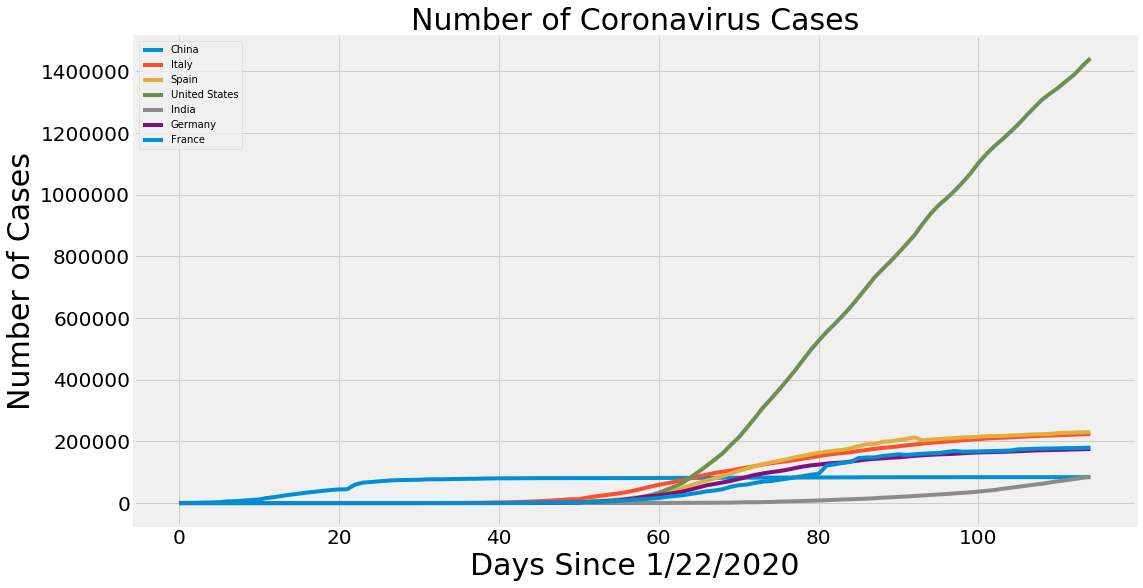 Number of Coronavirus Cases
China
Italy
Spain
United States
India
Germany
France
1400000
1200000
1000000
800000
600000
400000
200000
0
Number of Cases
0 20 40 60 80 100
Days Since 1/22/2020